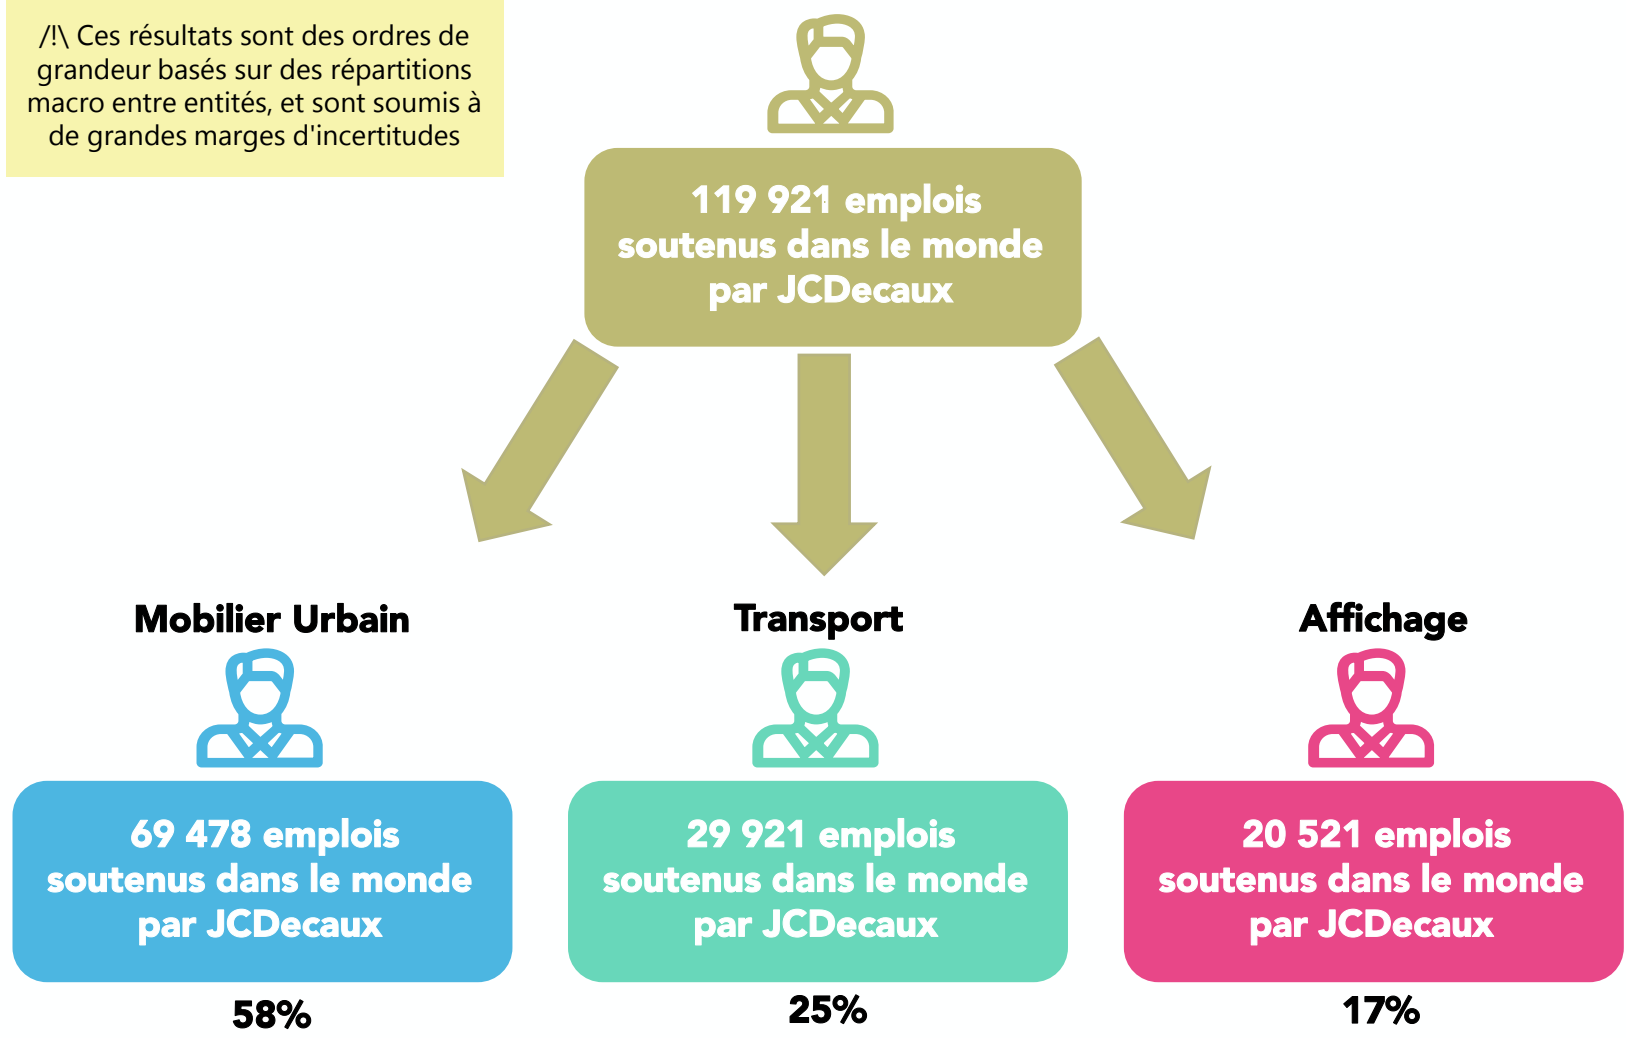 /!\ Ces résultats sont des ordres de
grandeur basés sur des répartitions
macro entre entités, et sont soumis à
de grandes marges d'incertitudes
119 921 emplois
soutenus dans le monde
par JCDecaux
Mobilier Urbain
69 478 emplois
soutenus dans le monde
par JCDecaux
58%
Transport
29 921 emplois
soutenus dans le monde
par JCDecaux
25%
Affichage
20 521 emplois
soutenus dans le monde
par JCDecaux
17%